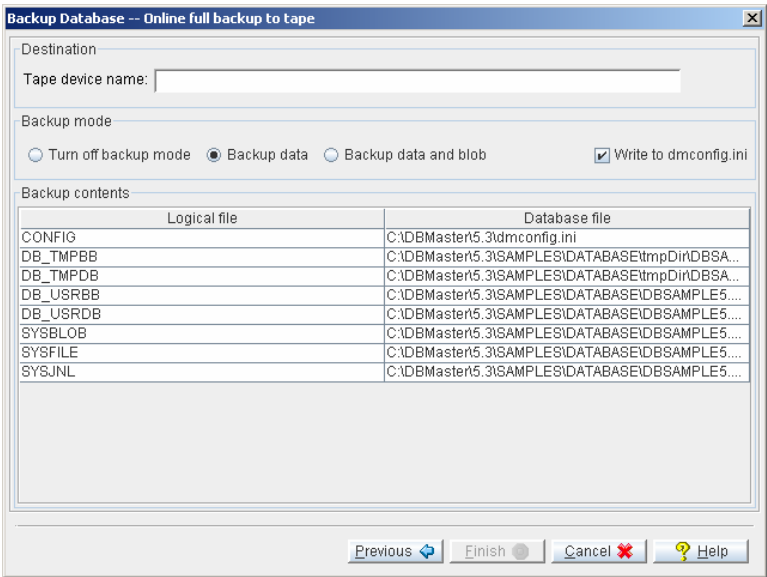 Backup Database -- Online full backup to tape
Destination
Tape device name:
Backup mode
Turn off backup mode Backup data Backup data and blob Write to dmconfig.ini
Backup contents
Logical file Database file
CONFIG C:\DBMaster\5.3\dmconfig.ini
DB_TMPBB C:\DBMaster\5.3\SAMPLES\DATABASE\tmpDir\DBSA...
DB_TMPDB C:\DBMaster\5.3\SAMPLES\DATABASE\tmpDir\DBSA...
DB_USRBB C:\DBMaster\5.3\SAMPLES\DATABASE\DBSAMPLE5....
DB_USRDB C:\DBMaster\5.3\SAMPLES\DATABASE\DBSAMPLE5....
SYSBLOB C:\DBMaster\5.3\SAMPLES\DATABASE\DBSAMPLE5....
SYSFILE C:\DBMaster\5.3\SAMPLES\DATABASE\DBSAMPLE5....
SYSJNL C:\DBMaster\5.3\SAMPLES\DATABASE\DBSAMPLE5....
Previous Finish Cancel Help